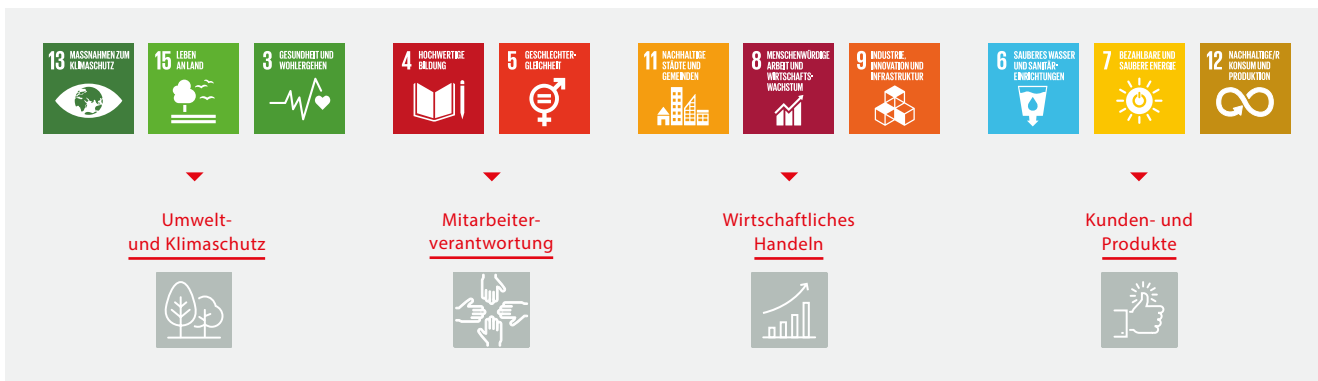 13 MASSNAHMEN ZUM
KLIMASCHUTZ
15 LEBEN
AN LAND
3 GESUNDHEIT UND
WOHLERGEHEN
4 HOCHWERTIGE
BILDUNG
5 GESCHLECHTER-
GLEICHHEIT
11 NACHHALTIGE
STÄDTE UND
GEMEINDEN
8 MENSCHENWÜRDIGE
ARBEIT UND
WIRTSCHAFTS-
WACHSTUM
9 INDUSTRIE,
INNOVATION UND
INFRASTRUKTUR
6 SAUBERES WASSER
UND SANITÄR-
EINRICHTUNGEN
7 BEZAHLBARE UND
SAUBERE ENERGIE
12 NACHHALTIGE/R
KONSUM UND
PRODUKTION
Umwelt-
und Klimaschutz
Mitarbeiter-
verantwortung
Wirtschaftliches
Handeln
Kunden- und
Produkte